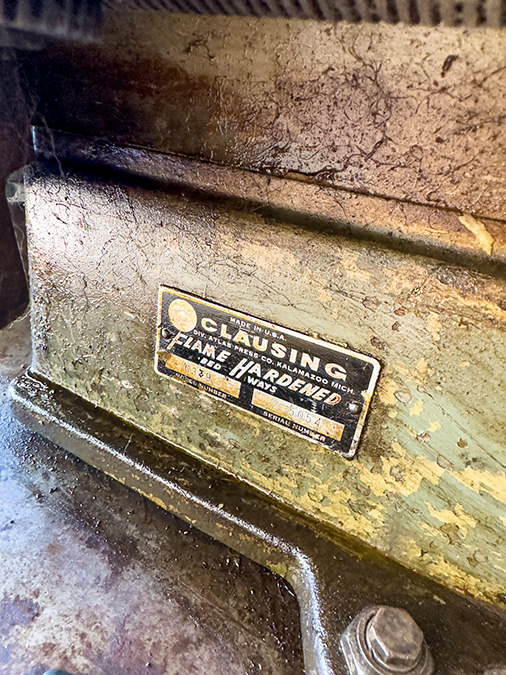 MADE IN U.S.A.
CLAUSING
DIV. ATLAS PRESS CO. KALAMAZOO MICH.
FLAME HARDENED
BED WAYS
MODEL NUMBER
SERIAL NUMBER